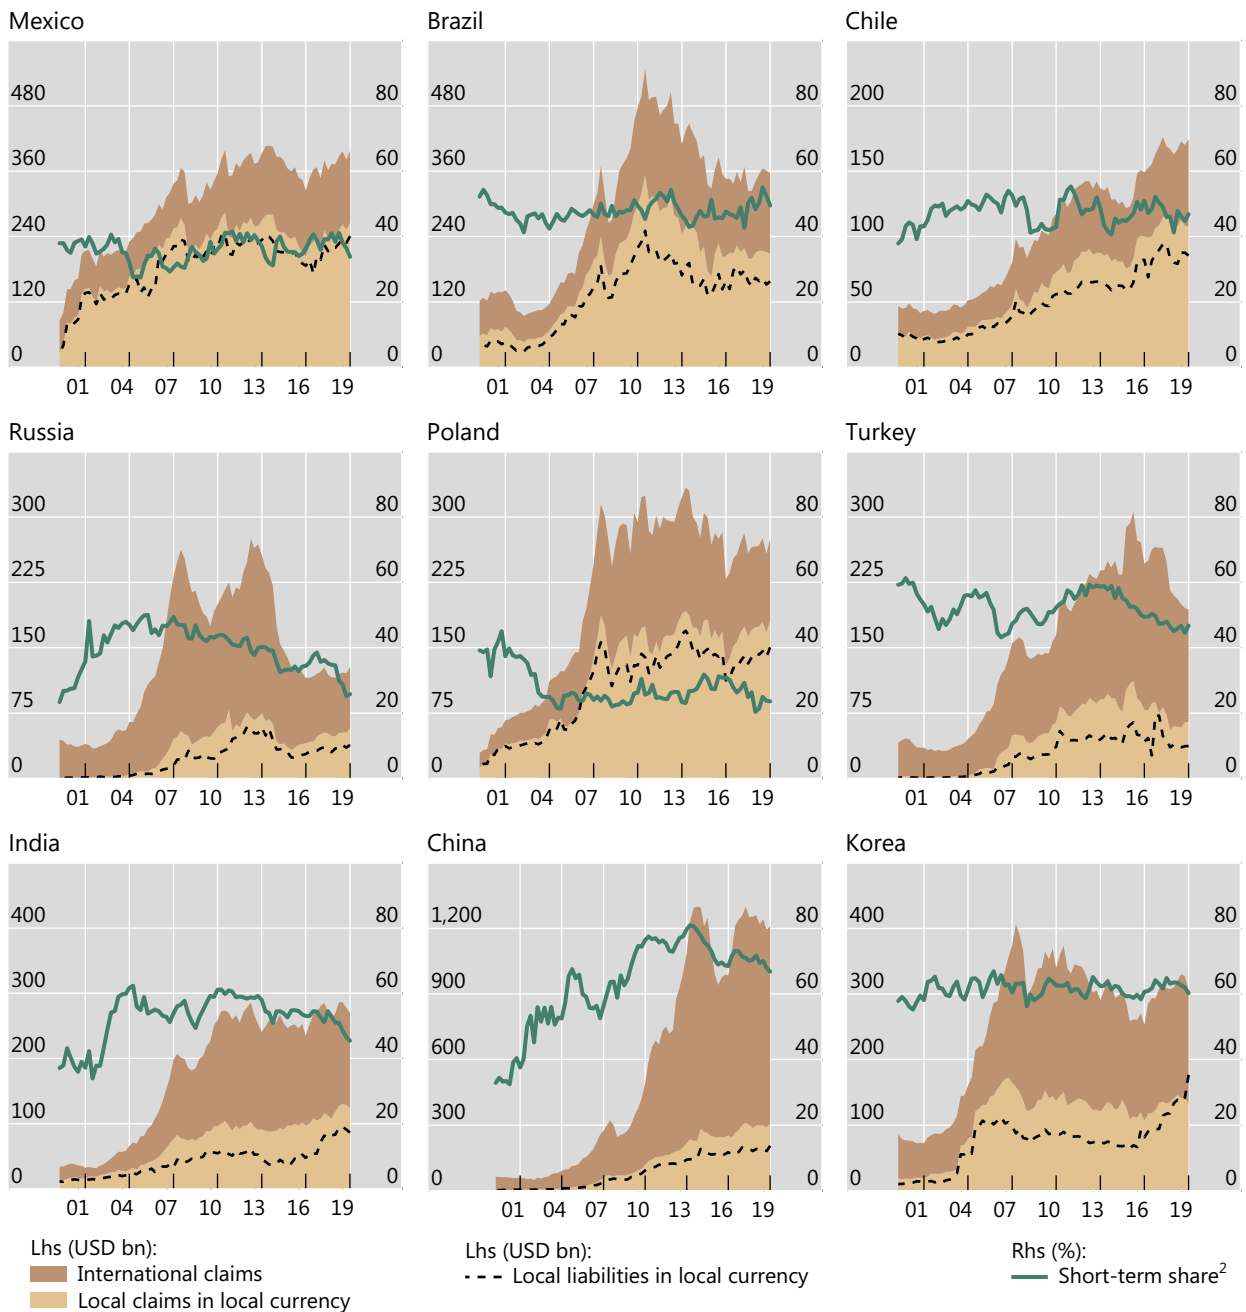 Mexico Brazil Chile
480 80 480 80 200 80
360 60 360 60 150 60
240 40 240 40 100 40
120 20 120 20 50 20
0 0 0 0 0 0
01 04 07 10 13 16 19 01 04 07 10 13 16 19 01 04 07 10 13 16 19
Russia Poland Turkey
300 80 300 80 300 80
225 60 225 60 225 60
150 40 150 40 150 40
75 20 75 20 75 20
0 0 0 0 0 0
01 04 07 10 13 16 19 01 04 07 10 13 16 19 01 04 07 10 13 16 19
India China Korea
400 80 1,200 80 400 80
300 60 900 60 300 60
200 40 600 40 200 40
100 20 300 20 100 20
0 0 0 0 0 0
01 04 07 10 13 16 19 01 04 07 10 13 16 19 01 04 07 10 13 16 19
Lhs (USD bn): Lhs (USD bn): Rhs (%):
International claims Local liabilities in local currency Short-term share²
Local claims in local currency